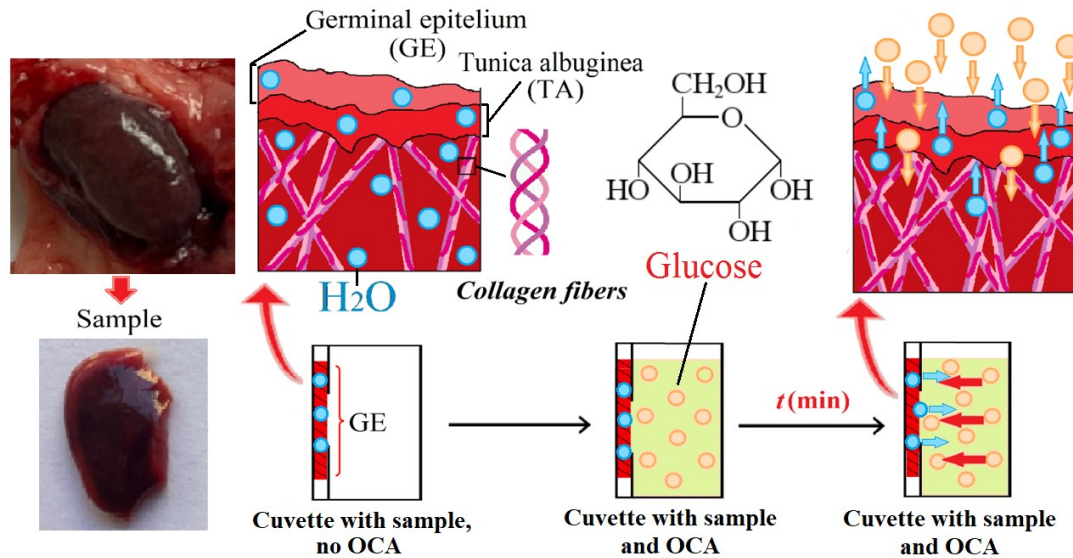 Germinal epitelium
(GE)
Tunica albuginea
(TA)
H2O
Collagen fibers
CH2OH
O
OH
HO
OH
OH
Glucose
Sample
GE
t(min)
Cuvette with sample,
no OCA
Cuvette with sample
and OCA
Cuvette with sample
and OCA